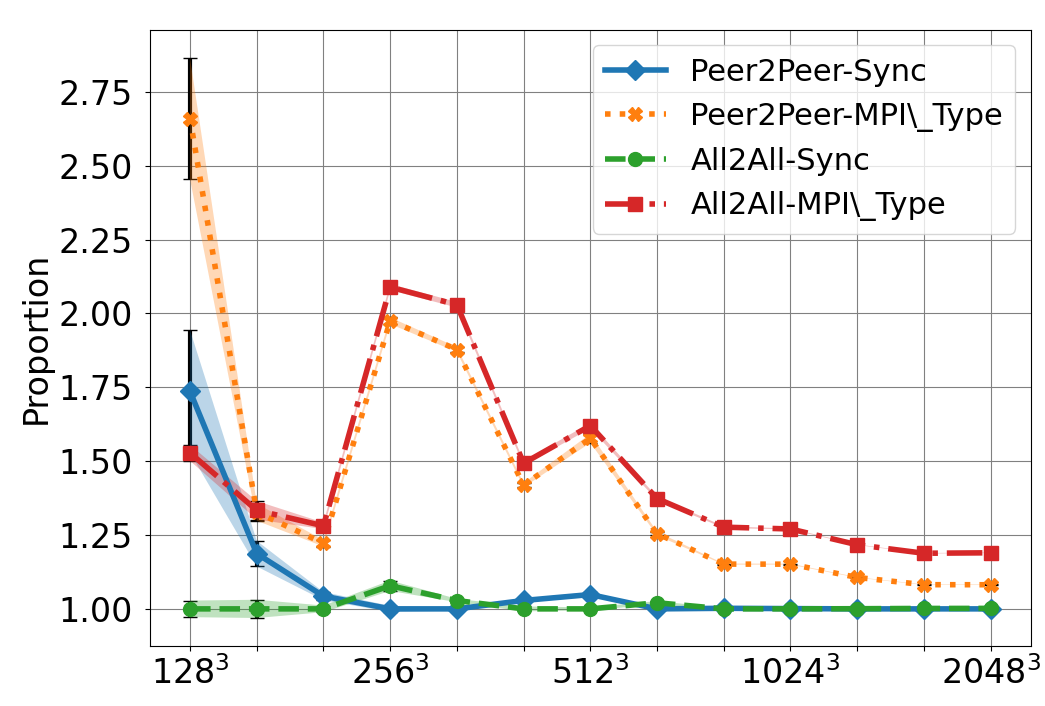 Proportion
2.75
2.50
2.25
2.00
1.75
1.50
1.25
1.00
Peer2Peer-Sync
Peer2Peer-MPI\_Type
All2All-Sync
All2All-MPI\_Type
128³ 256³ 512³ 1024³ 2048³